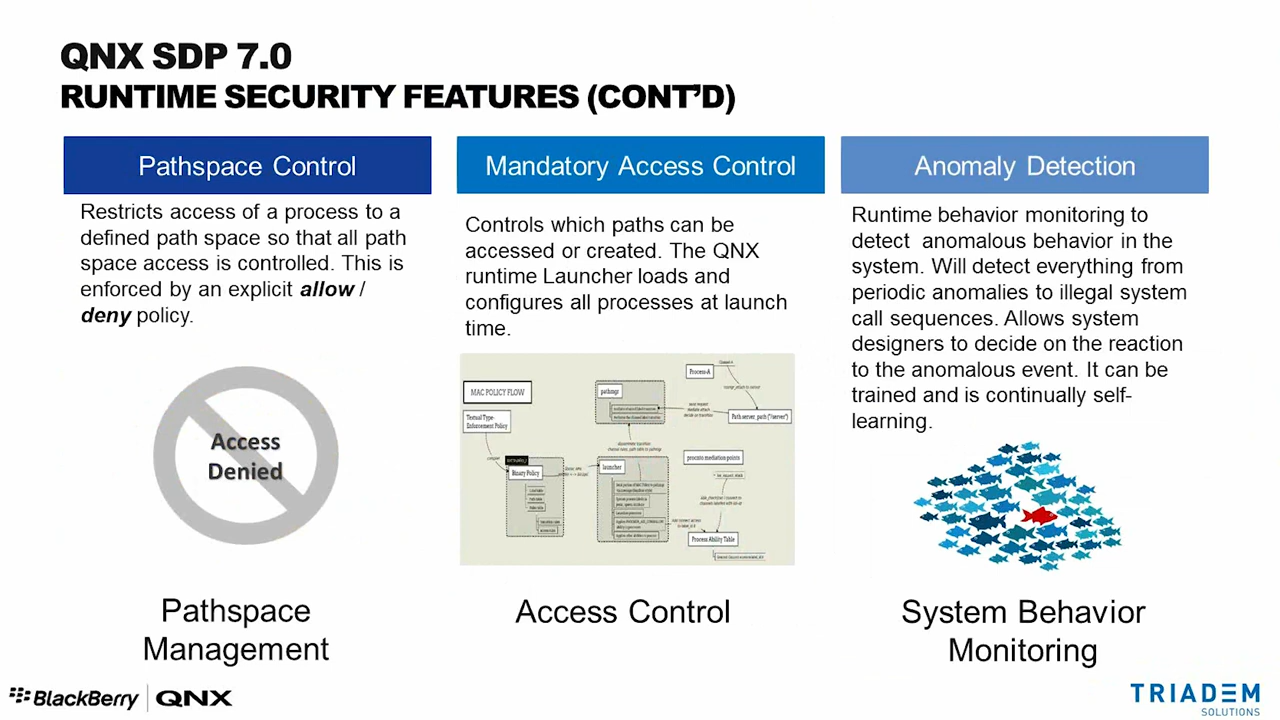 QNX SDP 7.0
RUNTIME SECURITY FEATURES (CONT'D)
Pathspace Control
Restricts access of a process to a
defined path space so that all path
space access is controlled. This is
enforced by an explicit allow /
deny policy.
Access
Denied
Pathspace
Management
Mandatory Access Control
Controls which paths can be
accessed or created. The QNX
runtime Launcher loads and
configures all processes at launch
time.
MAC POLICY FLOW
Textual Type-
Enforcement Policy
Binary Policy
pathmgr
launcher
Process-A
Path server_path ("/server")
process mediation points
Process Ability Table
Access Control
Anomaly Detection
Runtime behavior monitoring to
detect anomalous behavior in the
system. Will detect everything from
periodic anomalies to illegal system
call sequences. Allows system
designers to decide on the reaction
to the anomalous event. It can be
trained and is continually self-
learning.
System Behavior
Monitoring
BlackBerry | QNX
TRIADEM
SOLUTIONS